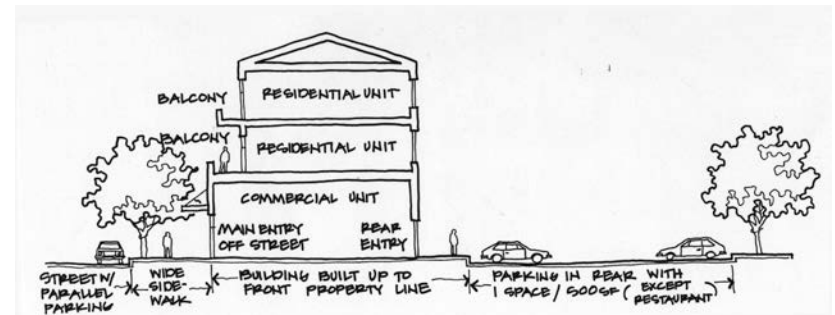 BALCONY
RESIDENTIAL UNIT
BALCONY
RESIDENTIAL UNIT
COMMERCIAL UNIT
MAIN ENTRY
OFF STREET
REAR
ENTRY
STREET W/
PARALLEL
PARKING
WIDE
SIDE-
WALK
BUILDING BUILT UP TO
FRONT PROPERTY LINE
PARKING IN REAR WITH
1 SPACE / 500SF (EXCEPT
RESTAURANT)